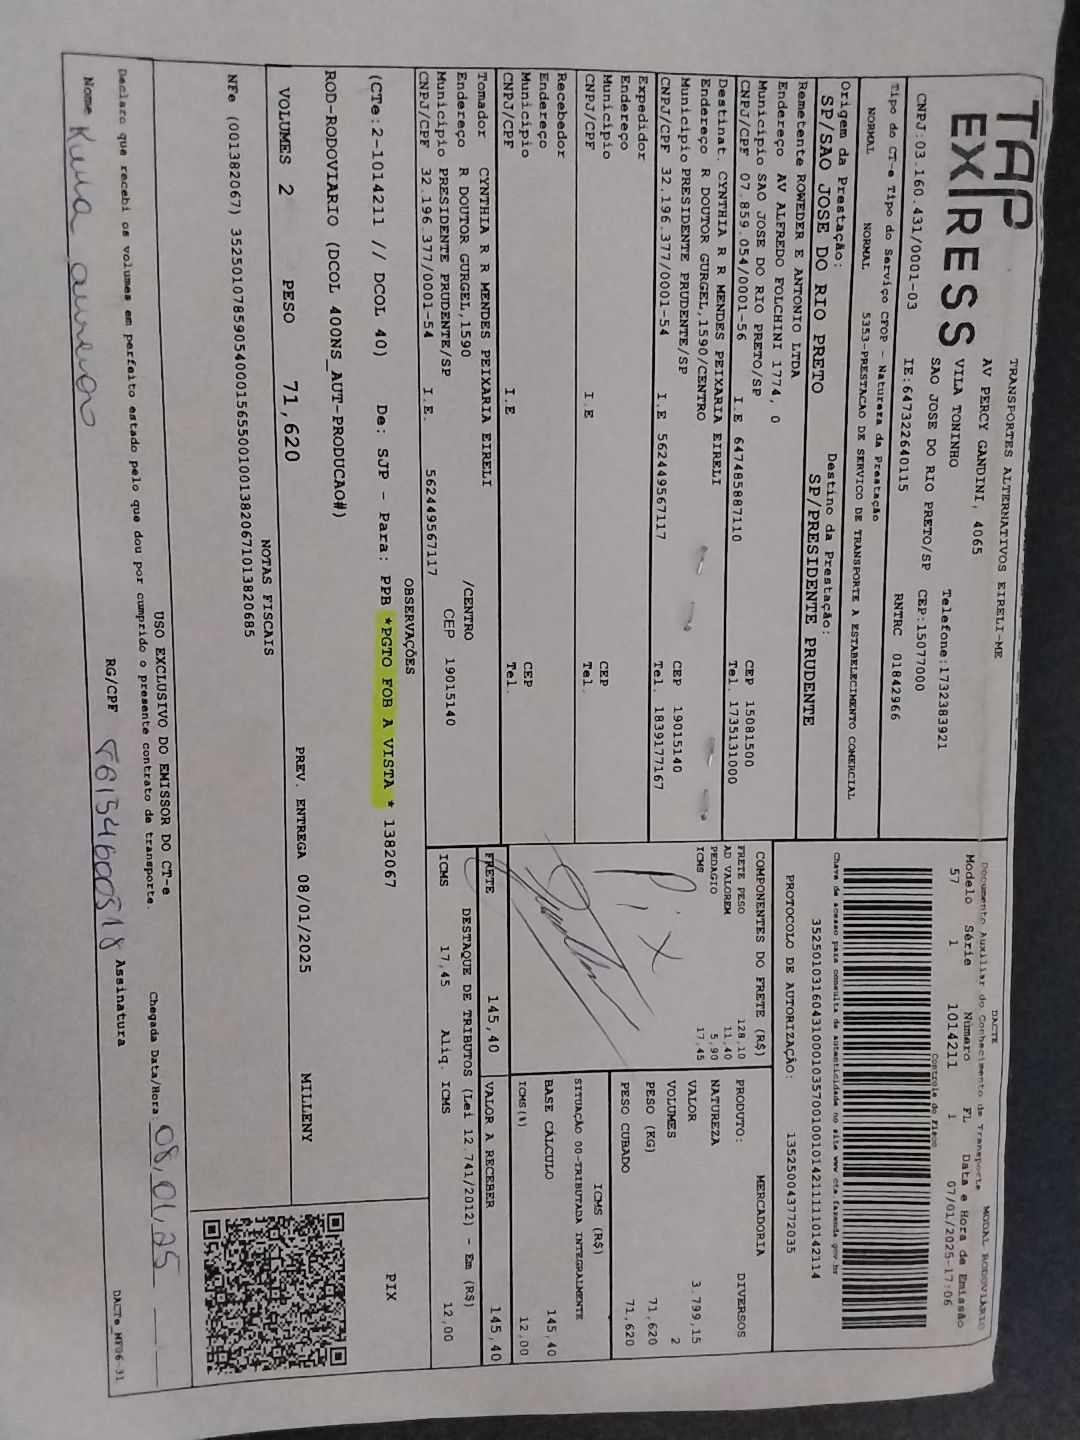 TAP EXPRESS
TRANSPORTES ALTERNATIVOS EIRELI-ME
AV PERCY GANDINI, 4065
VILA TONINHO Telefone:1732383921
SAO JOSE DO RIO PRETO/SP CEP:15077000
CNPJ:03.160.431/0001-03 IE:647322640115 RNTRC 01842966
DACTE
Documento Auxiliar do Conhecimento de Transporte MODAL RODOVIÁRIO
Modelo Série Número FL Data e Hora de Emissão
57 1 1014211 1 07/01/2025-17:06
Controle do Fisco
Chave de acesso para consulta de autenticidade no site www.cte.fazenda.gov.br
PROTOCOLO DE AUTORIZAÇÃO: 135250043772035
Tipo do CT-e Tipo do Serviço CFOP - Natureza da Prestação
NORMAL NORMAL 5353-PRESTACAO DE SERVICO DE TRANSPORTE A ESTABELECIMENTO COMERCIAL
Origem da Prestação: Destino da Prestação:
SP/SAO JOSE DO RIO PRETO SP/PRESIDENTE PRUDENTE
Remetente ROWEDER E ANTONIO LTDA
Endereço AV ALFREDO FOLCHINI 1774, 0
Município SAO JOSE DO RIO PRETO/SP CEP 15081500
CNPJ/CPF 07.859.054/0001-56 I.E 647485887110 Tel. 1735131000
Destinat. CYNTHIA R R MENDES PEIXARIA EIRELI
Endereço R DOUTOR GURGEL,1590/CENTRO
Município PRESIDENTE PRUDENTE/SP CEP 19015140
CNPJ/CPF 32.196.377/0001-54 I.E 562449567117 Tel. 1839177167
Expedidor
Endereço
Município CEP
CNPJ/CPF I.E Tel.
Recebedor
Endereço
Município CEP
CNPJ/CPF I.E Tel.
Tomador CYNTHIA R R MENDES PEIXARIA EIRELI
Endereço R DOUTOR GURGEL,1590 /CENTRO
Município PRESIDENTE PRUDENTE/SP CEP 19015140
CNPJ/CPF 32.196.377/0001-54 I.E. 562449567117
COMPONENTES DO FRETE (R$)
FRETE PESO 128,10
AD VALOREM 11,40
PEDAGIO 5,90
ICMS 17,45
Pix
MERCADORIA
PRODUTO: DIVERSOS
NATUREZA
VALOR 3.799,15
VOLUMES 2
PESO (KG) 71,620
PESO CUBADO 71,620
ICMS (R$)
SITUAÇÃO 00-TRIBUTADA INTEGRALMENTE
BASE CÁLCULO 145,40
ICMS(%) 12,00
FRETE 145,40 VALOR A RECEBER 145,40
DESTAQUE DE TRIBUTOS (Lei 12.741/2012) - Em (R$)
ICMS 17,45 Aliq. ICMS 12,00
OBSERVAÇÕES
(CTe:2-1014211 // DCOL 40) De: SJP - Para: PPB *PGTO FOB A VISTA * 1382067
PIX
ROD-RODOVIARIO (DCOL 400NS_AUT-PRODUCAO#)
VOLUMES 2 PESO 71,620 PREV. ENTREGA 08/01/2025 MILLENY
NOTAS FISCAIS
USO EXCLUSIVO DO EMISSOR DO CT-e
Declaro que recebi os volumes em perfeito estado pelo que dou por cumprido o presente contrato de transporte. Chegada Data/Hora: 08,01,25
Nome RG/CPF Assinatura
DACTe_MT06-31